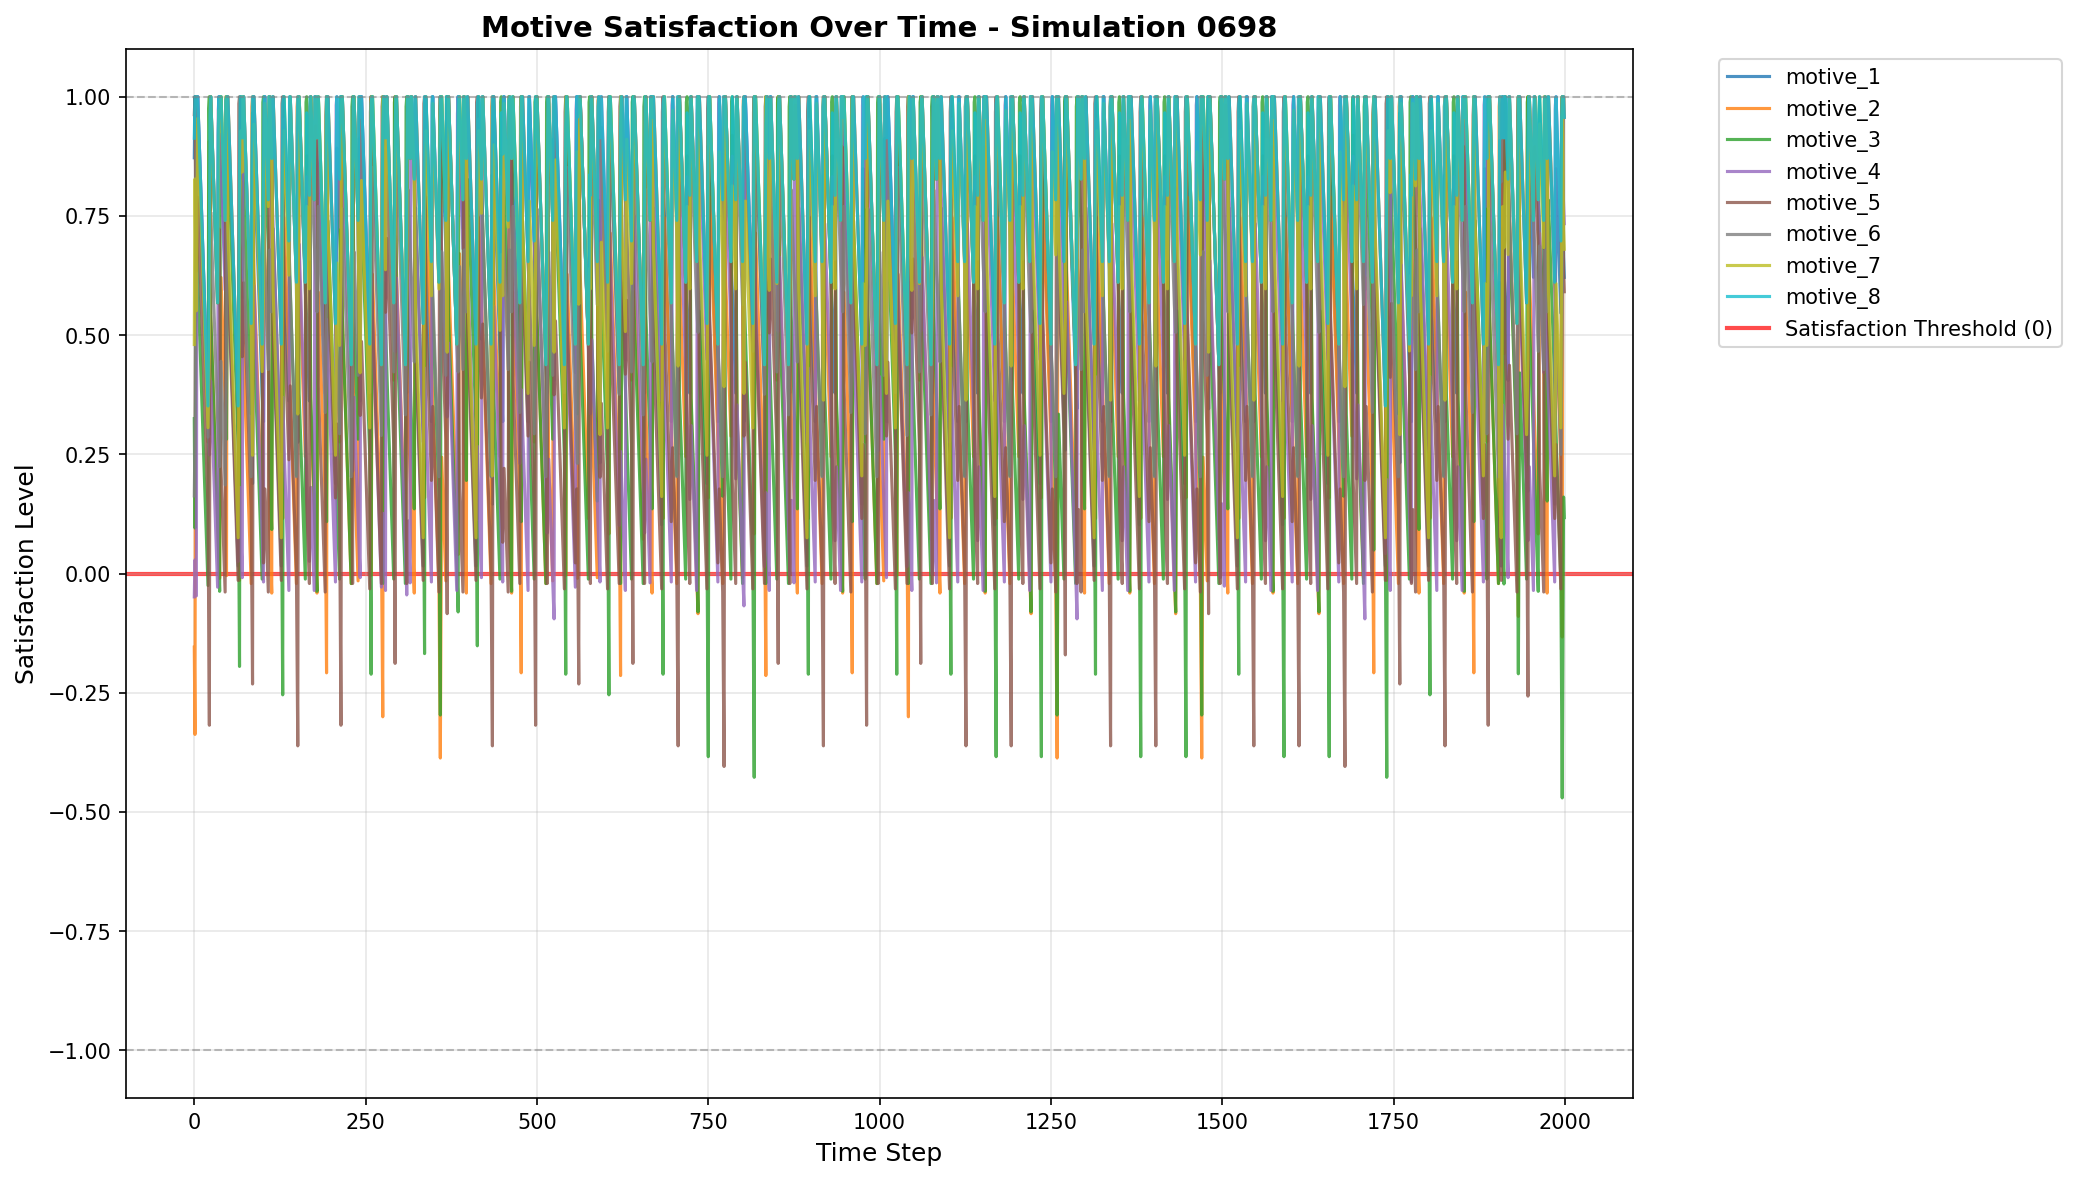 Motive Satisfaction Over Time - Simulation 0698
1.00
0.75
0.50
0.25
0.00
−0.25
−0.50
−0.75
−1.00
Satisfaction Level
0 250 500 750 1000 1250 1500 1750 2000
Time Step
motive_1
motive_2
motive_3
motive_4
motive_5
motive_6
motive_7
motive_8
Satisfaction Threshold (0)